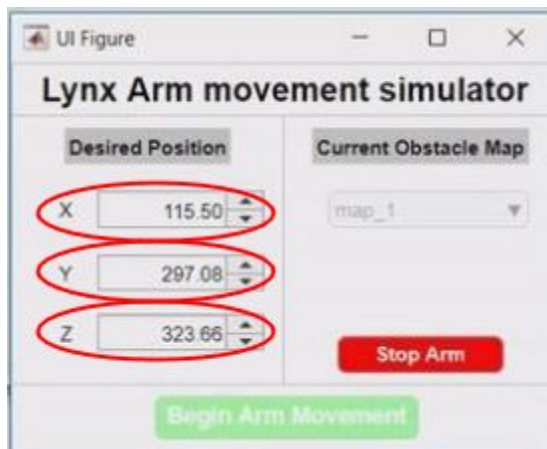 UI Figure
Lynx Arm movement simulator
Desired Position
Current Obstacle Map
X 115.50
map_1
Y 297.08
Z 323.66
Stop Arm
Begin Arm Movement